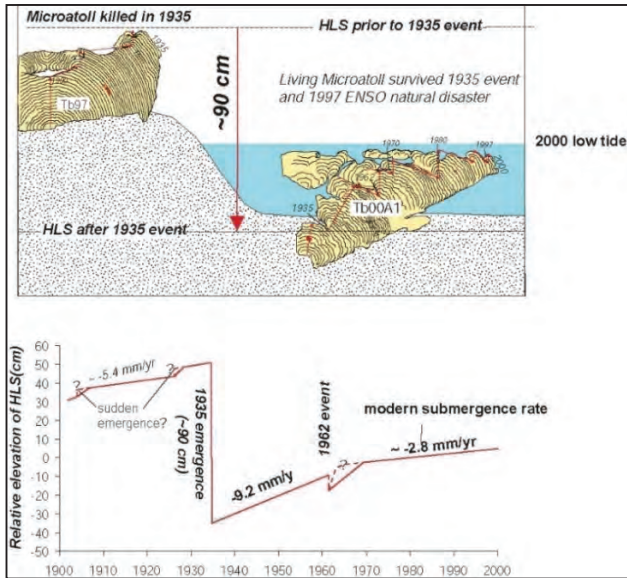 Microatoll killed in 1935
HLS prior to 1935 event
1935
Tb97
~90 cm
Living Microatoll survived 1935 event
and 1997 ENSO natural disaster
2000 low tide
1970
1980
1997
2000
1962
Tb00A1
1935
HLS after 1935 event
Relative elevation of HLS(cm)
60
50
40
30
20
10
0
-10
-20
-30
-40
-50
?
~ -5.4 mm/yr
?
sudden
emergence?
1935 emergence
(~90 cm)
-9.2 mm/y
1962 event
?
modern submergence rate
~ -2.8 mm/yr
1900 1910 1920 1930 1940 1950 1960 1970 1980 1990 2000